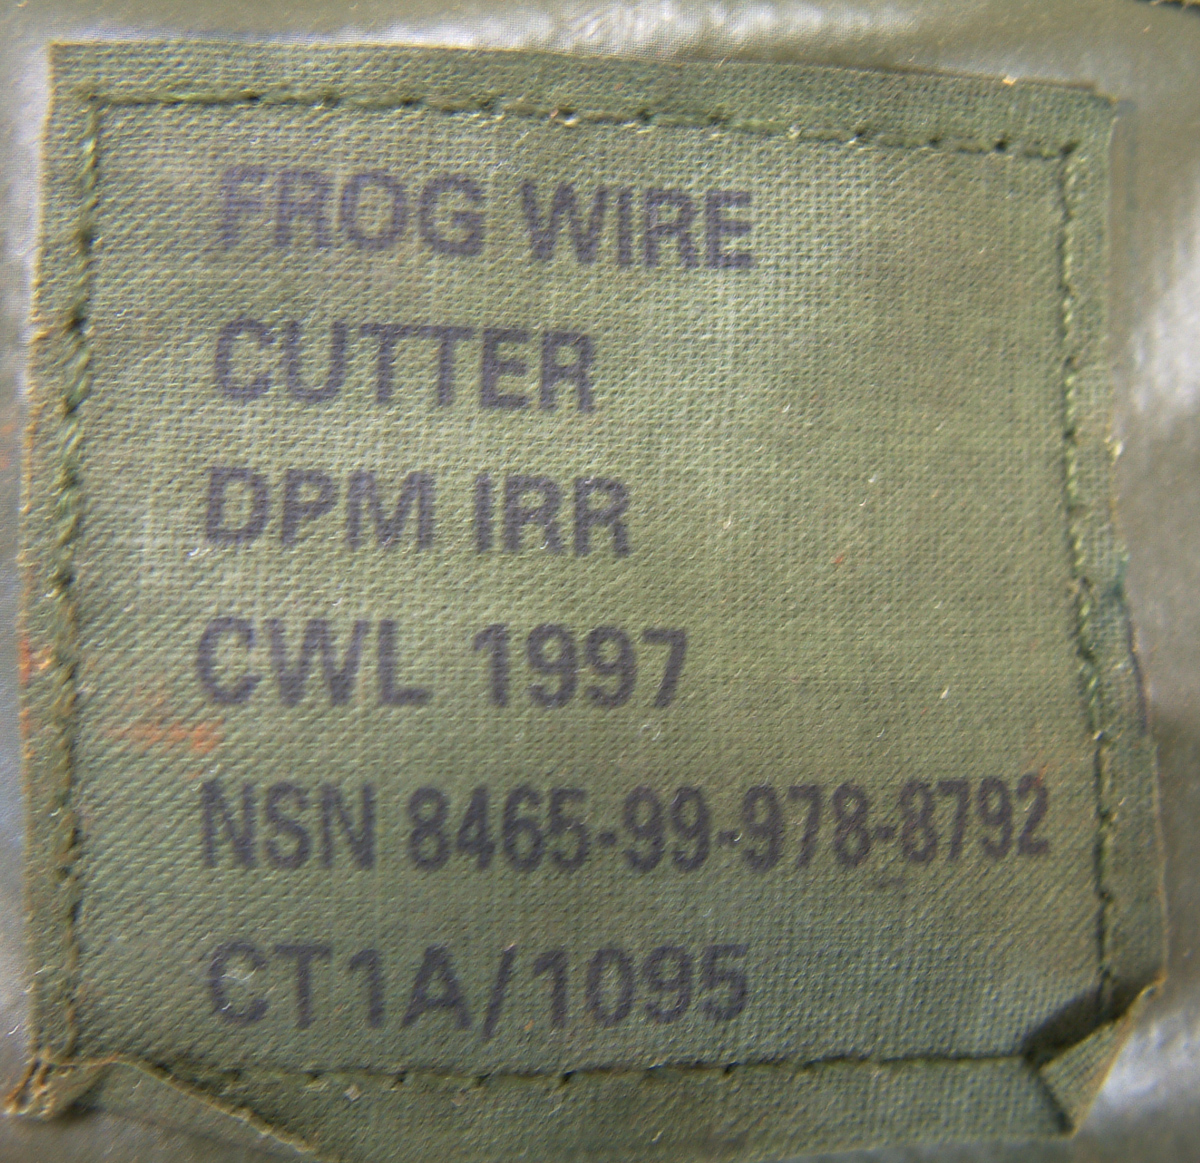 FROG WIRE
CUTTER
DPM IRR
CWL 1997
NSN 8465-99-978-8792
CT1A/1095